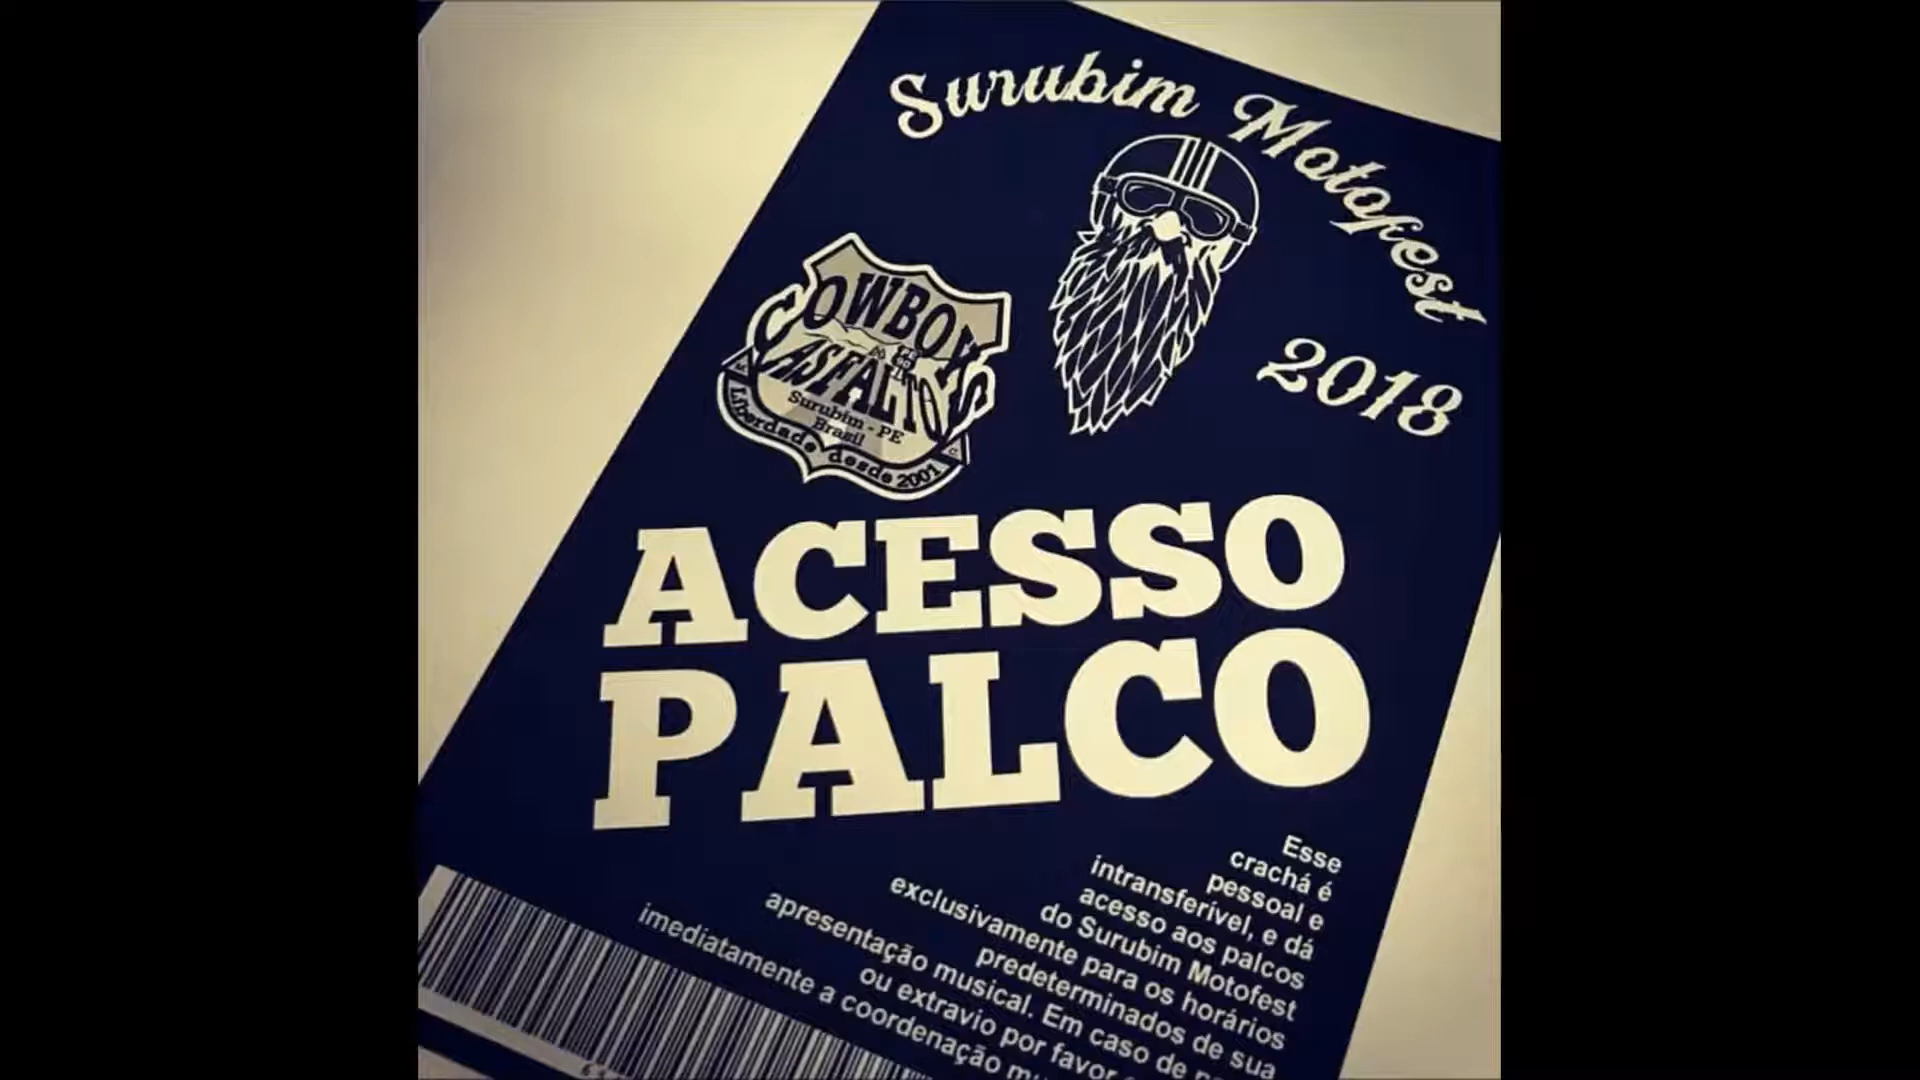 Surubim Motofest
2018
COWBOYS
ASFALTO
Surubim - PE
Brasil
Liberdade desde 2001
ACESSO
PALCO
Esse
crachá é
pessoal e
intransferível, e dá
acesso aos palcos
do Surubim Motofest
exclusivamente para os horários
predeterminados de sua
apresentação musical. Em caso de
ou extravio por favor
imediatamente a coordenação